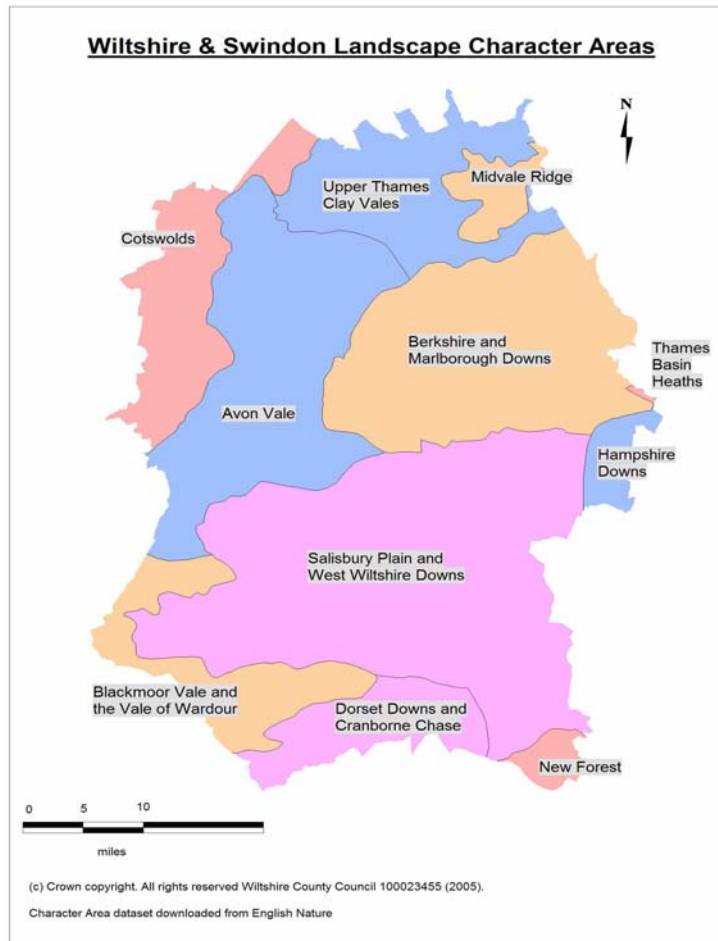 Wiltshire & Swindon Landscape Character Areas
N
Upper Thames
Clay Vales
Midvale Ridge
Cotswolds
Berkshire and
Marlborough Downs
Thames
Basin
Heaths
Avon Vale
Hampshire
Downs
Salisbury Plain and
West Wiltshire Downs
Blackmoor Vale and
the Vale of Wardour
Dorset Downs and
Cranborne Chase
New Forest
0 5 10
miles
(c) Crown copyright. All rights reserved Wiltshire County Council 100023455 (2005).
Character Area dataset downloaded from English Nature